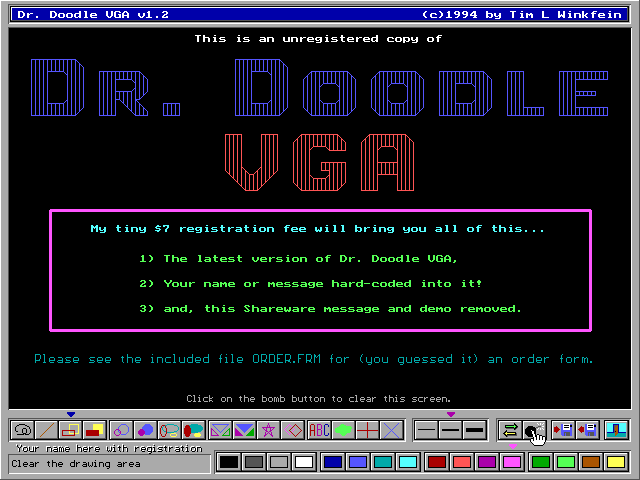 Dr. Doodle VGA v1.2 (c)1994 by Tim L Winkfein
This is an unregistered copy of
DR. DOODLE
VGA
My tiny $7 registration fee will bring you all of this...
1) The latest version of Dr. Doodle VGA,
2) Your name or message hard-coded into it!
3) and, this Shareware message and demo removed.
Please see the included file ORDER.FRM for (you guessed it) an order form.
Click on the bomb button to clear this screen.
ABC
Your name here with registration
Clear the drawing area